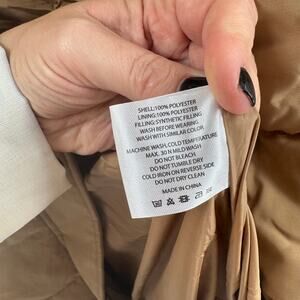 SHELL:100% POLYESTER
LINING:100% POLYESTER
FILLING:SYNTHETIC FILLING
WASH BEFORE WEARING
WASH WITH SIMILAR COLOR
MACHINE WASH, COLD TEMPERATURE
MAX. 30 N MILD WASH
DO NOT BLEACH
DO NOT TUMBLE DRY
COLD IRON ON REVERSE SIDE
DO NOT DRY CLEAN
MADE IN CHINA